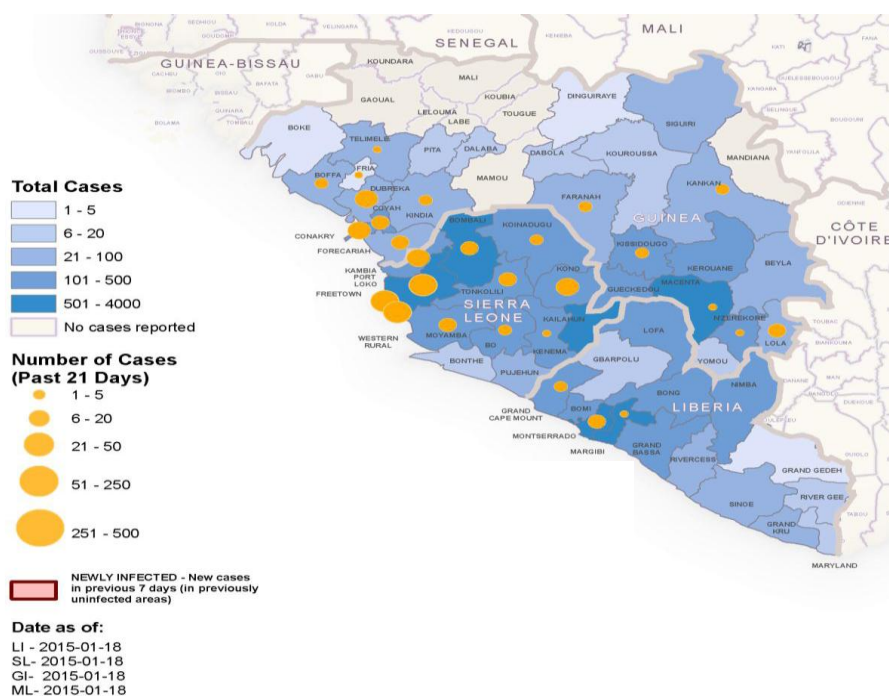 SENEGAL
MALI
GUINEA-BISSAU
KOUNDARA
MALI
GAOUAL
KOUBIA
LELOUMA
LABE
TOUGUE
DINGUIRAYE
SIGUIRI
BOKE
TELIMELE
PITA
DALABA
DABOLA
KOUROUSSA
MANDIANA
FRIA
BOFFA
DUBREKA
MAMOU
KANKAN
COYAH
KINDIA
FARANAH
GUINEA
CÔTE
D'IVOIRE
CONAKRY
FORECARIAH
BOMBALI
KOINADUGU
KISSIDOUGO
KEROUANE
BEYLA
KAMBIA
PORT
LOKO
TONKOLILI
KONO
GUECKEDOU
MACENTA
FREETOWN
SIERRA
LEONE
KAILAHUN
N'ZEREKORE
LOLA
WESTERN
RURAL
MOYAMBA
BO
KENEMA
LOFA
YOMOU
BONTHE
PUJEHUN
GBARPOLU
NIMBA
GRAND
CAPE MOUNT
BOMI
BONG
LIBERIA
MONTSERRADO
MARGIBI
GRAND
BASSA
RIVERCESS
GRAND GEDEH
SINOE
RIVER GEE
GRAND
KRU
MARYLAND
Total Cases
1 - 5
6 - 20
21 - 100
101 - 500
501 - 4000
No cases reported
Number of Cases
(Past 21 Days)
1 - 5
6 - 20
21 - 50
51 - 250
251 - 500
NEWLY INFECTED - New cases
in previous 7 days (in previously
uninfected areas)
Date as of:
LI - 2015-01-18
SL- 2015-01-18
GI- 2015-01-18
ML- 2015-01-18